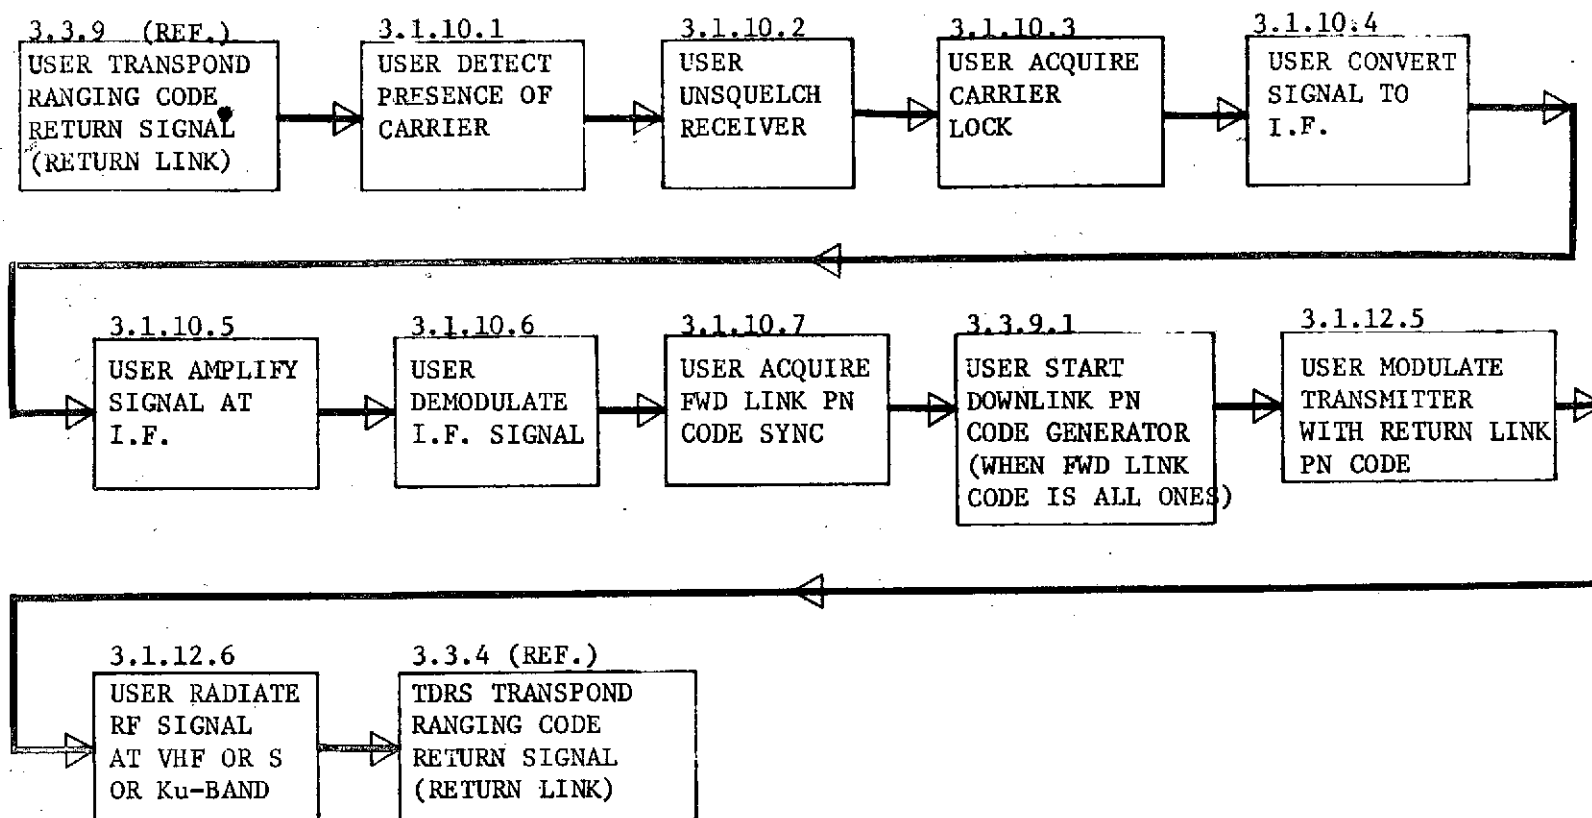 3.3.9 (REF.)
USER TRANSPOND
RANGING CODE
RETURN SIGNAL
(RETURN LINK)
3.1.10.1
USER DETECT
PRESENCE OF
CARRIER
3.1.10.2
USER
UNSQUELCH
RECEIVER
3.1.10.3
USER ACQUIRE
CARRIER
LOCK
3.1.10.4
USER CONVERT
SIGNAL TO
I.F.
3.1.10.5
USER AMPLIFY
SIGNAL AT
I.F.
3.1.10.6
USER
DEMODULATE
I.F. SIGNAL
3.1.10.7
USER ACQUIRE
FWD LINK PN
CODE SYNC
3.3.9.1
USER START
DOWNLINK PN
CODE GENERATOR
(WHEN FWD LINK
CODE IS ALL ONES)
3.1.12.5
USER MODULATE
TRANSMITTER
WITH RETURN LINK
PN CODE
3.1.12.6
USER RADIATE
RF SIGNAL
AT VHF OR S
OR Ku-BAND
3.3.4 (REF.)
TDRS TRANSPOND
RANGING CODE
RETURN SIGNAL
(RETURN LINK)